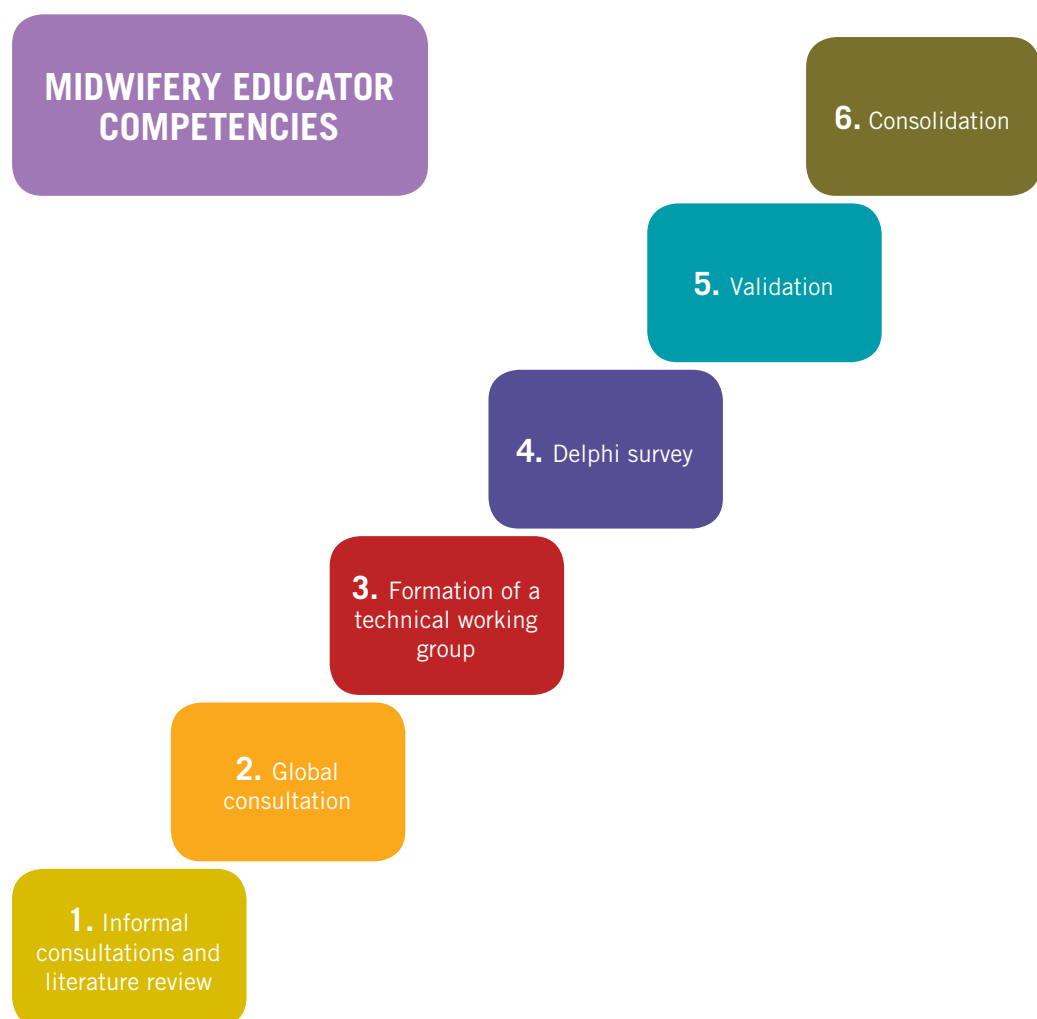 MIDWIFERY EDUCATOR
COMPETENCIES
6. Consolidation
5. Validation
4. Delphi survey
3. Formation of a
technical working
group
2. Global
consultation
1. Informal
consultations and
literature review